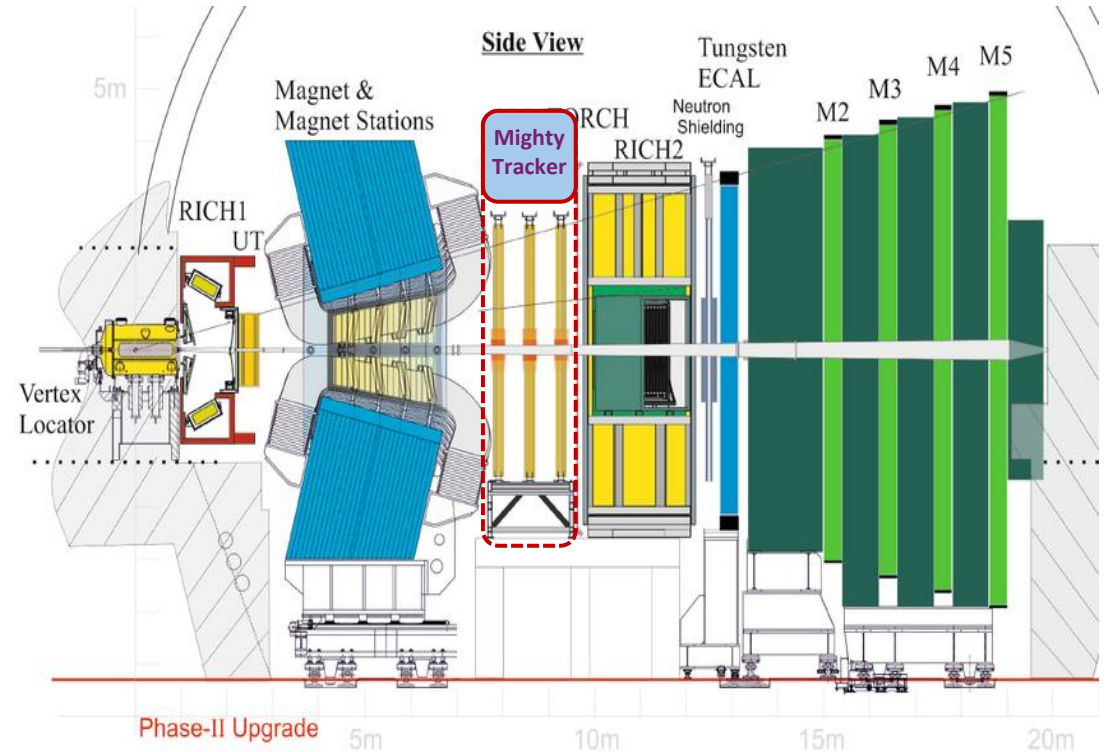 Side View
5m
Magnet &
Magnet Stations
Mighty
Tracker
RICH2
Tungsten
ECAL
Neutron
Shielding
M2
M3
M4
M5
RICH1
UT
Vertex
Locator
Phase-II Upgrade
5m
10m
15m
20m